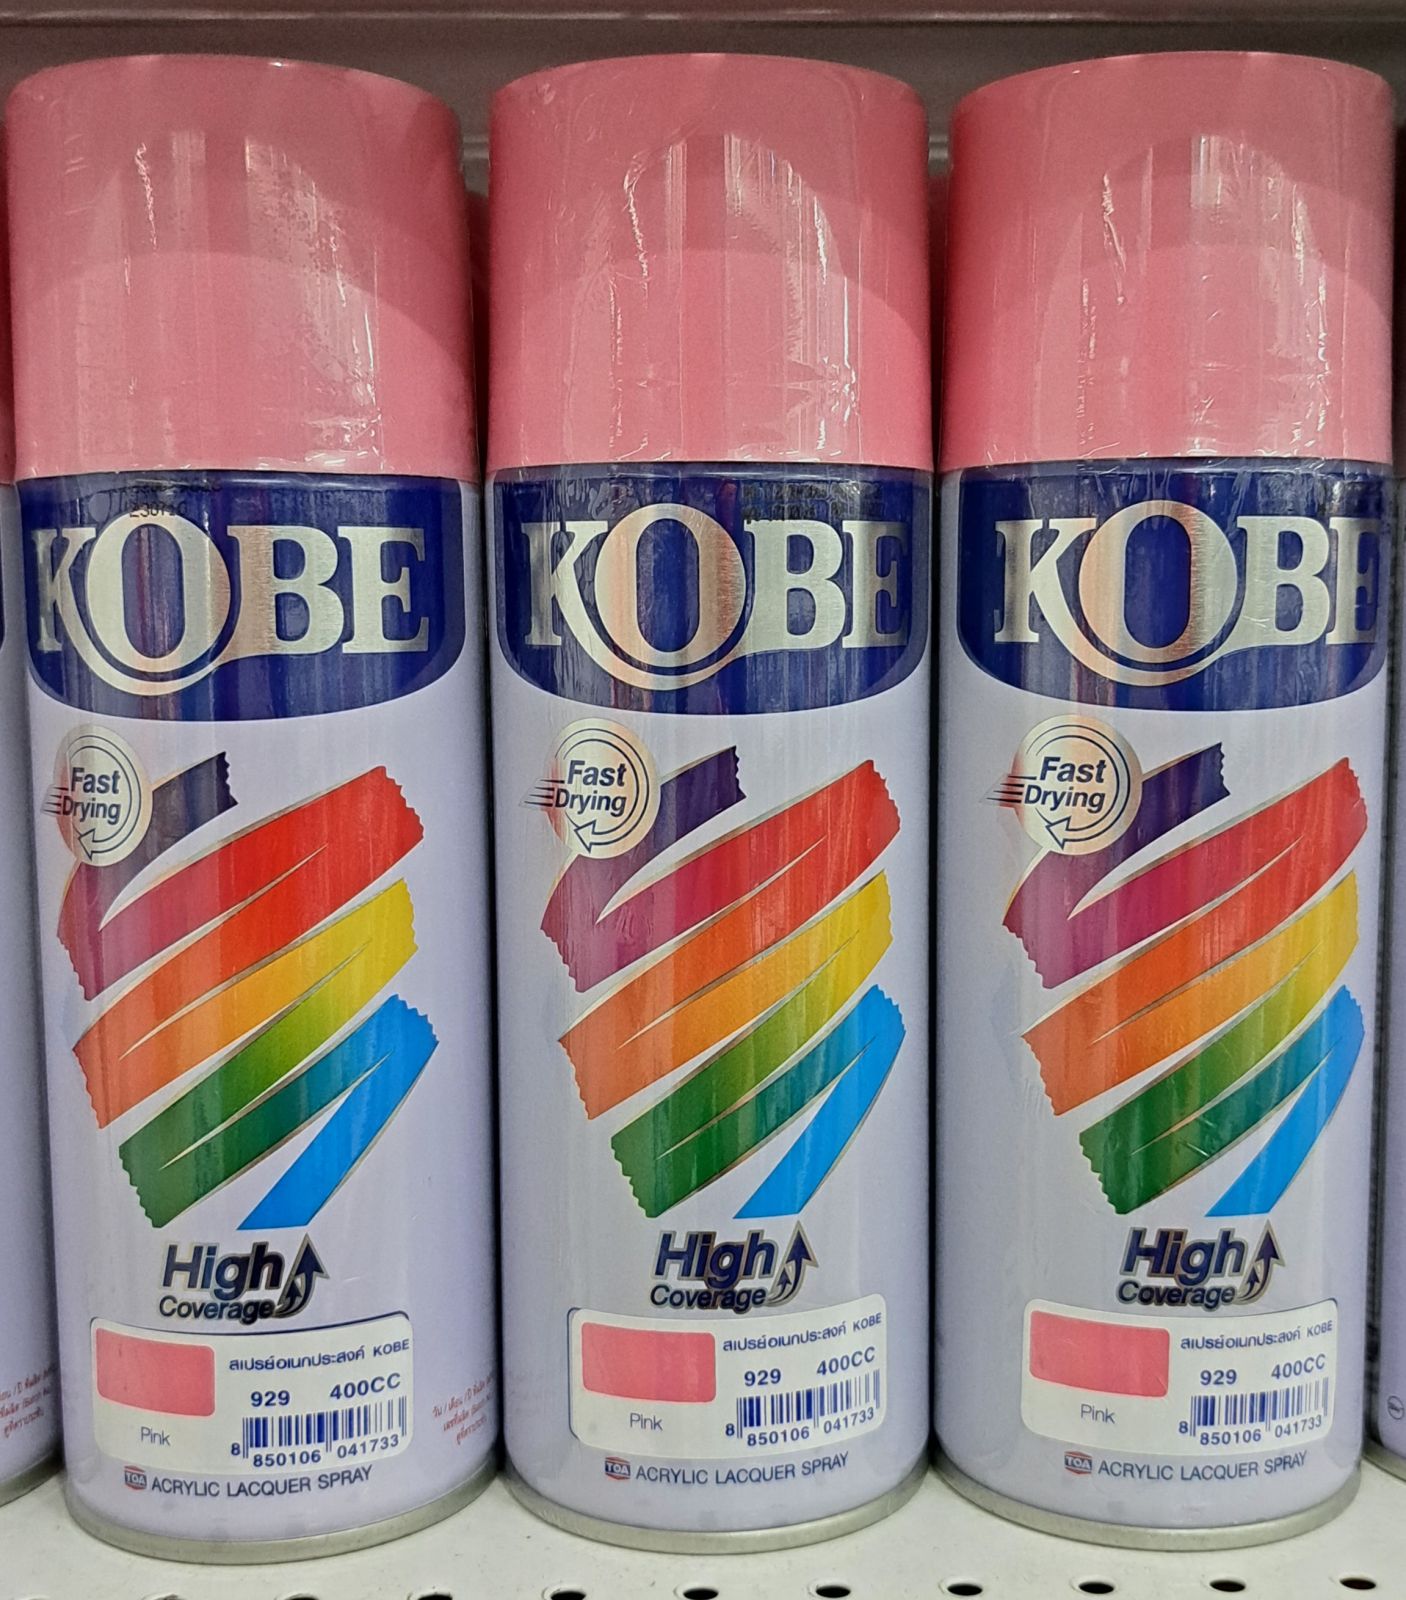 KOBE
Fast
Drying
High
Coverage
สเปรย์อเนกประสงค์ KOBE
929 400CC
Pink
8 850106 041733
TOA ACRYLIC LACQUER SPRAY
KOBE
Fast
Drying
High
Coverage
สเปรย์อเนกประสงค์ KOBE
929 400CC
Pink
8 850106 041733
TOA ACRYLIC LACQUER SPRAY
KOBE
Fast
Drying
High
Coverage
สเปรย์อเนกประสงค์ KOBE
929 400CC
Pink
8 850106 041733
TOA ACRYLIC LACQUER SPRAY